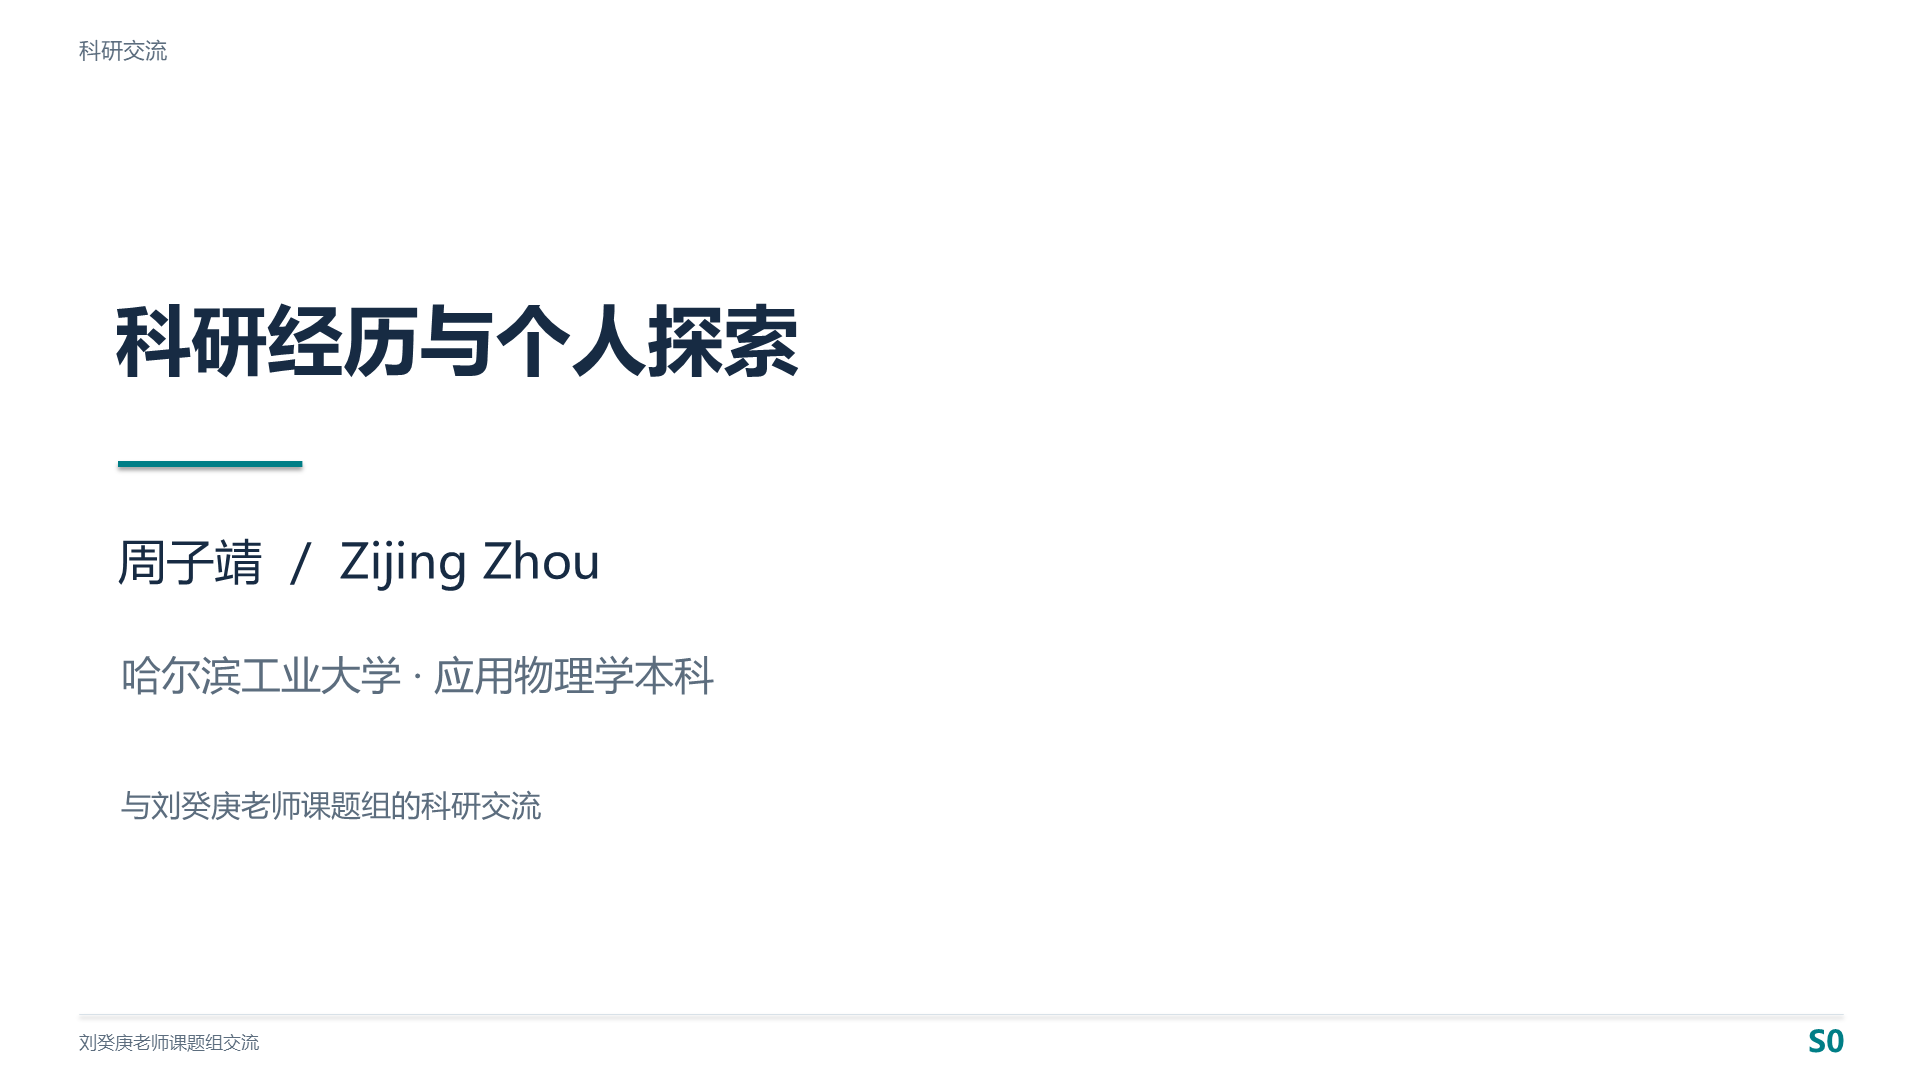 科研交流
科研经历与个人探索
周子靖 / Zijing Zhou
哈尔滨工业大学 · 应用物理学本科
与刘癸庚老师课题组的科研交流
刘癸庚老师课题组交流
S0